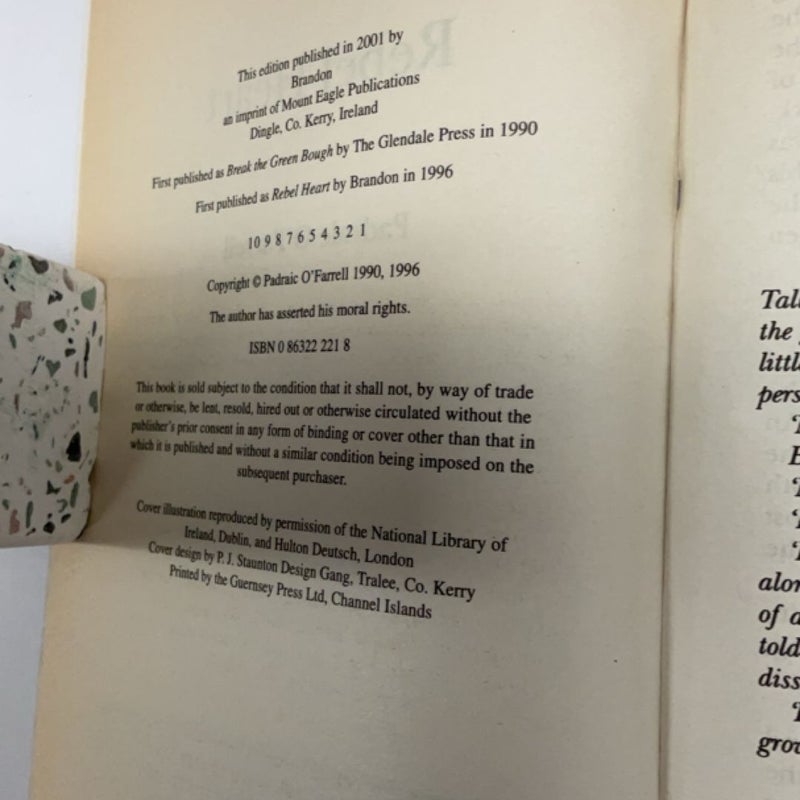 This edition published in 2001 by
Brandon
an imprint of Mount Eagle Publications
Dingle, Co. Kerry, Ireland
First published as Break the Green Bough by The Glendale Press in 1990
First published as Rebel Heart by Brandon in 1996
10 9 8 7 6 5 4 3 2 1
Copyright © Padraic O'Farrell 1990, 1996
The author has asserted his moral rights.
ISBN 0 86322 221 8
This book is sold subject to the condition that it shall not, by way of trade
or otherwise, be lent, resold, hired out or otherwise circulated without the
publisher's prior consent in any form of binding or cover other than that in
which it is published and without a similar condition being imposed on the
subsequent purchaser.
Cover illustration reproduced by permission of the National Library of
Ireland, Dublin, and Hulton Deutsch, London
Cover design by P. J. Staunton Design Gang, Tralee, Co. Kerry
Printed by the Guernsey Press Ltd, Channel Islands
the
of
told